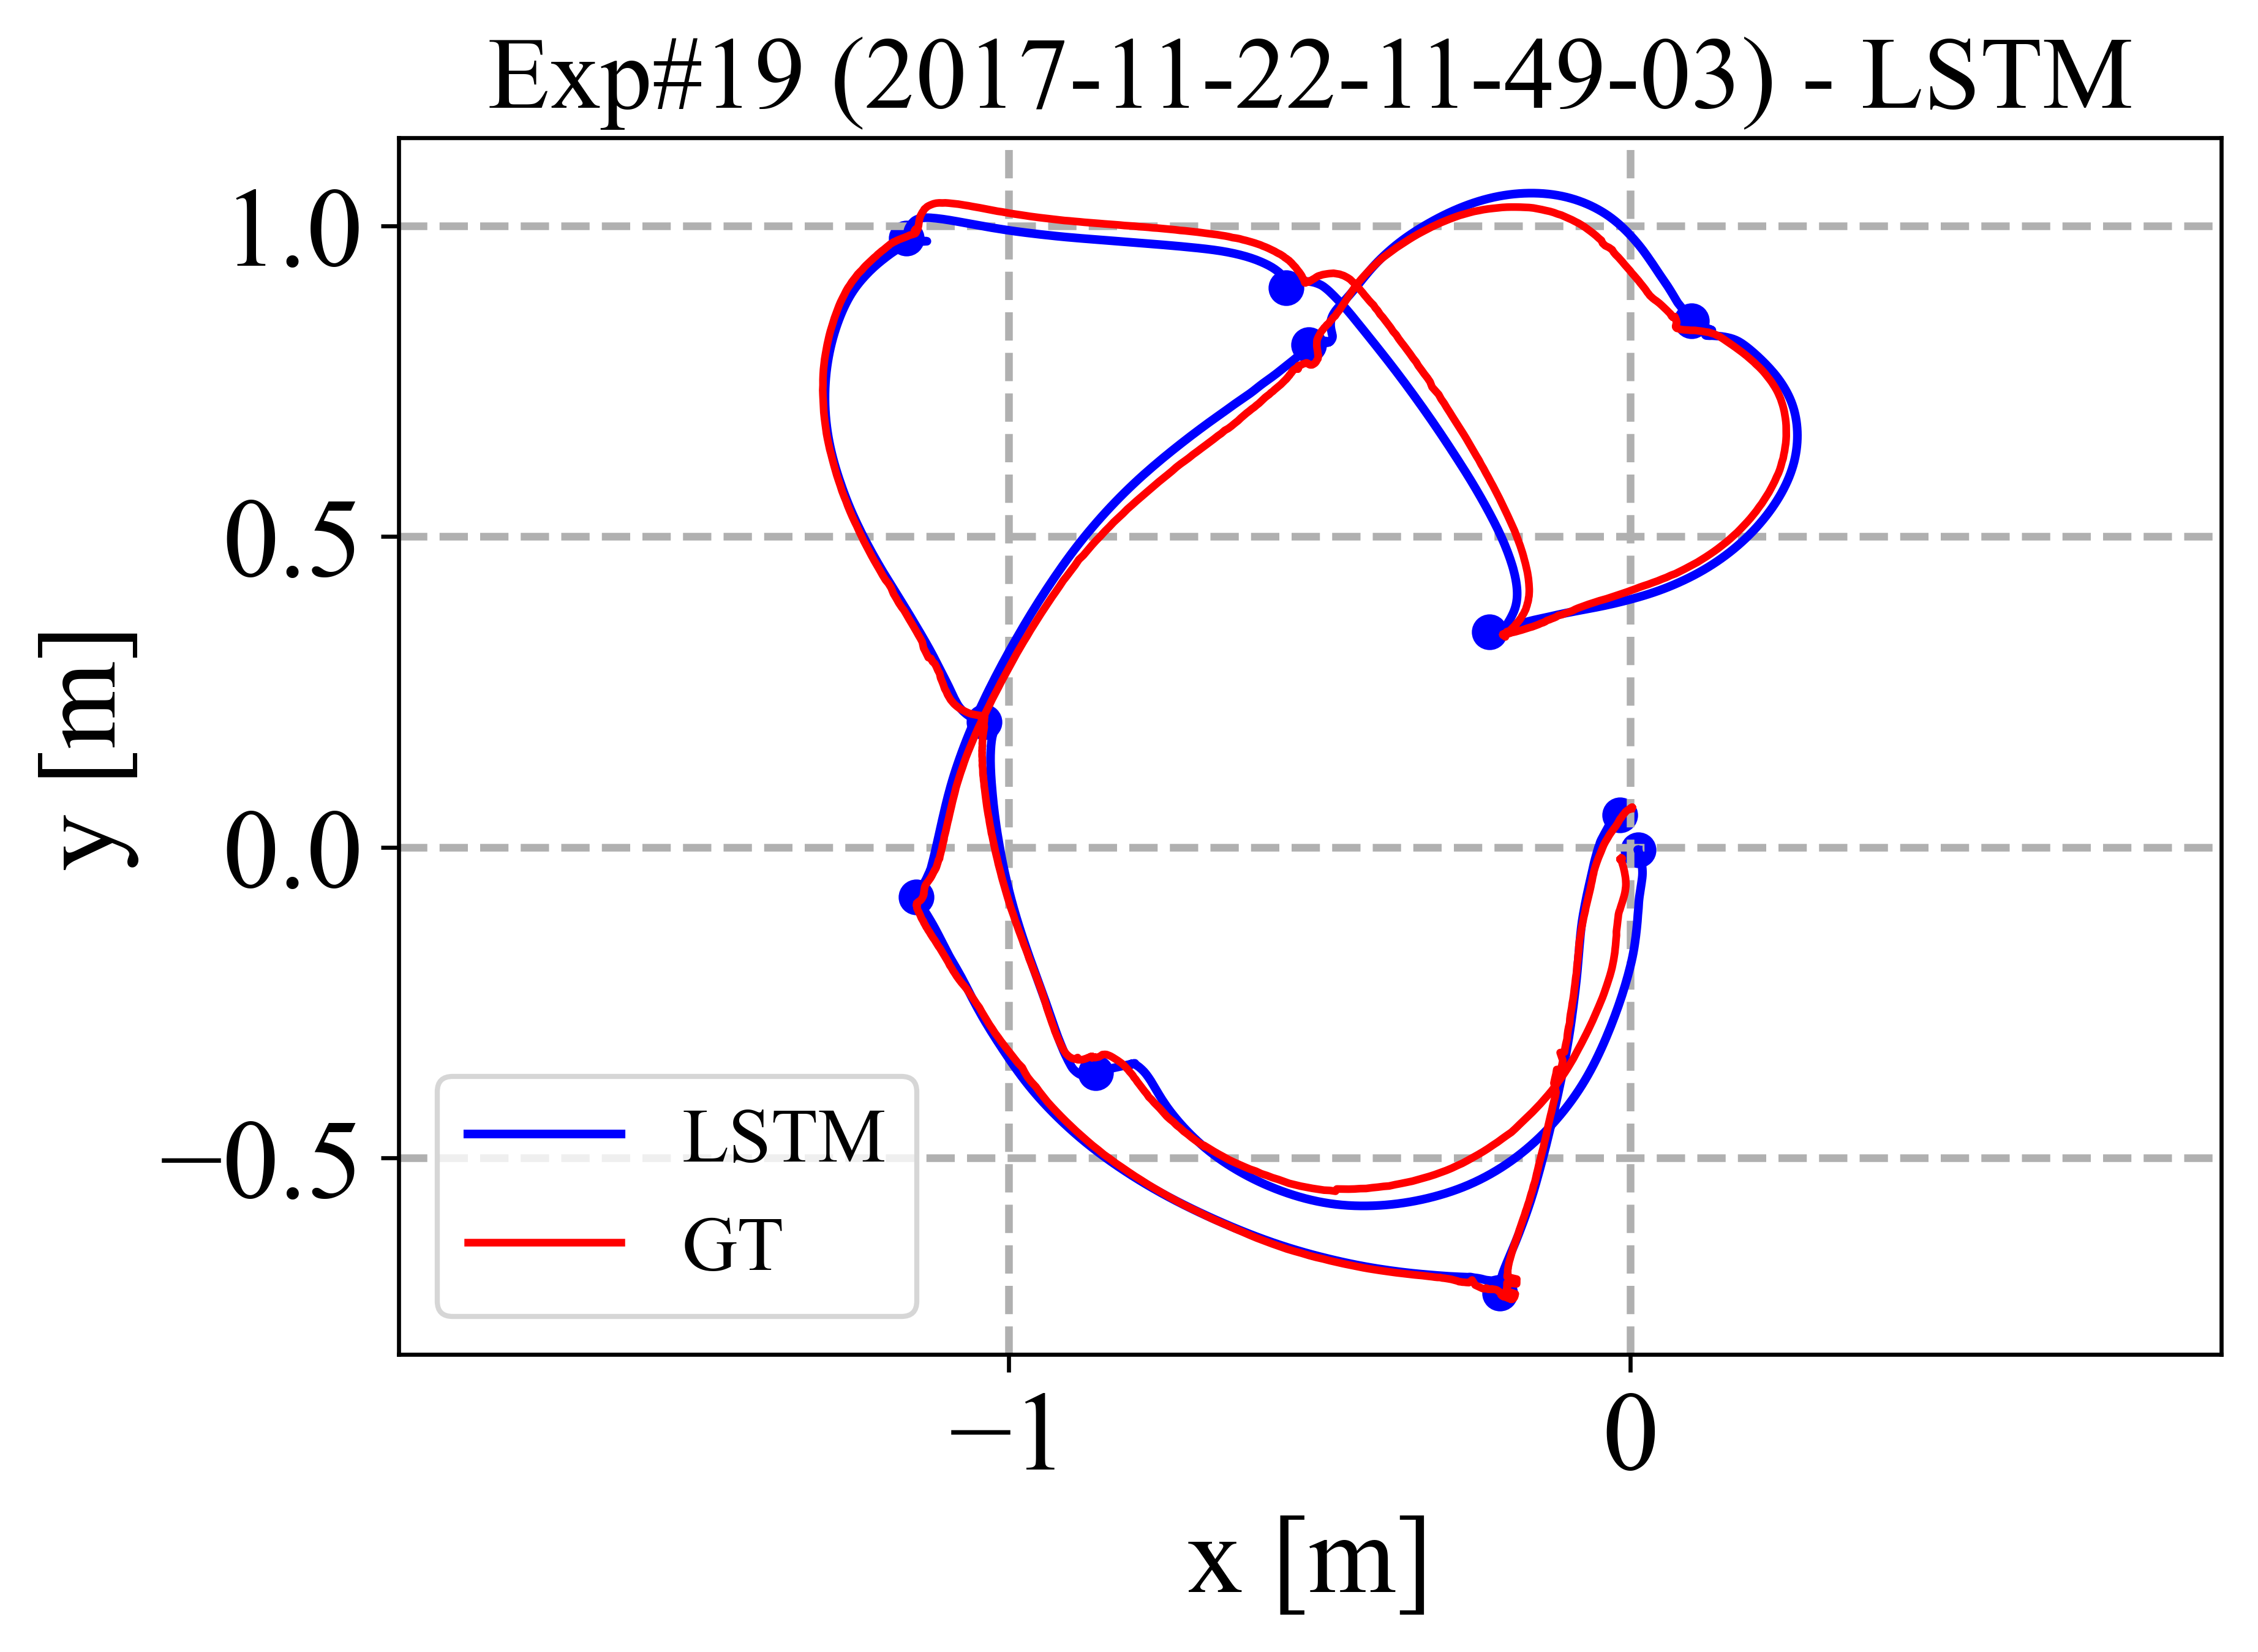 Exp#19 (2017-11-22-11-49-03) - LSTM
1.0
0.5
0.0
−0.5
y [m]
LSTM
GT
−1
0
x [m]